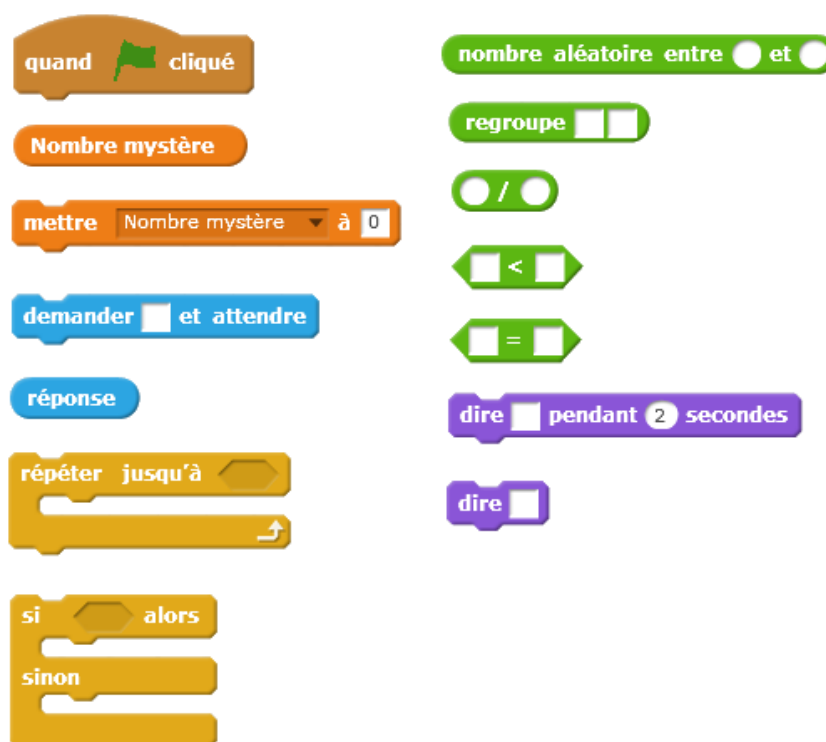 quand cliqué
Nombre mystère
mettre Nombre mystère à 0
demander et attendre
réponse
répéter jusqu'à
si alors
sinon
nombre aléatoire entre et
regroupe
/
<
=
dire pendant 2 secondes
dire